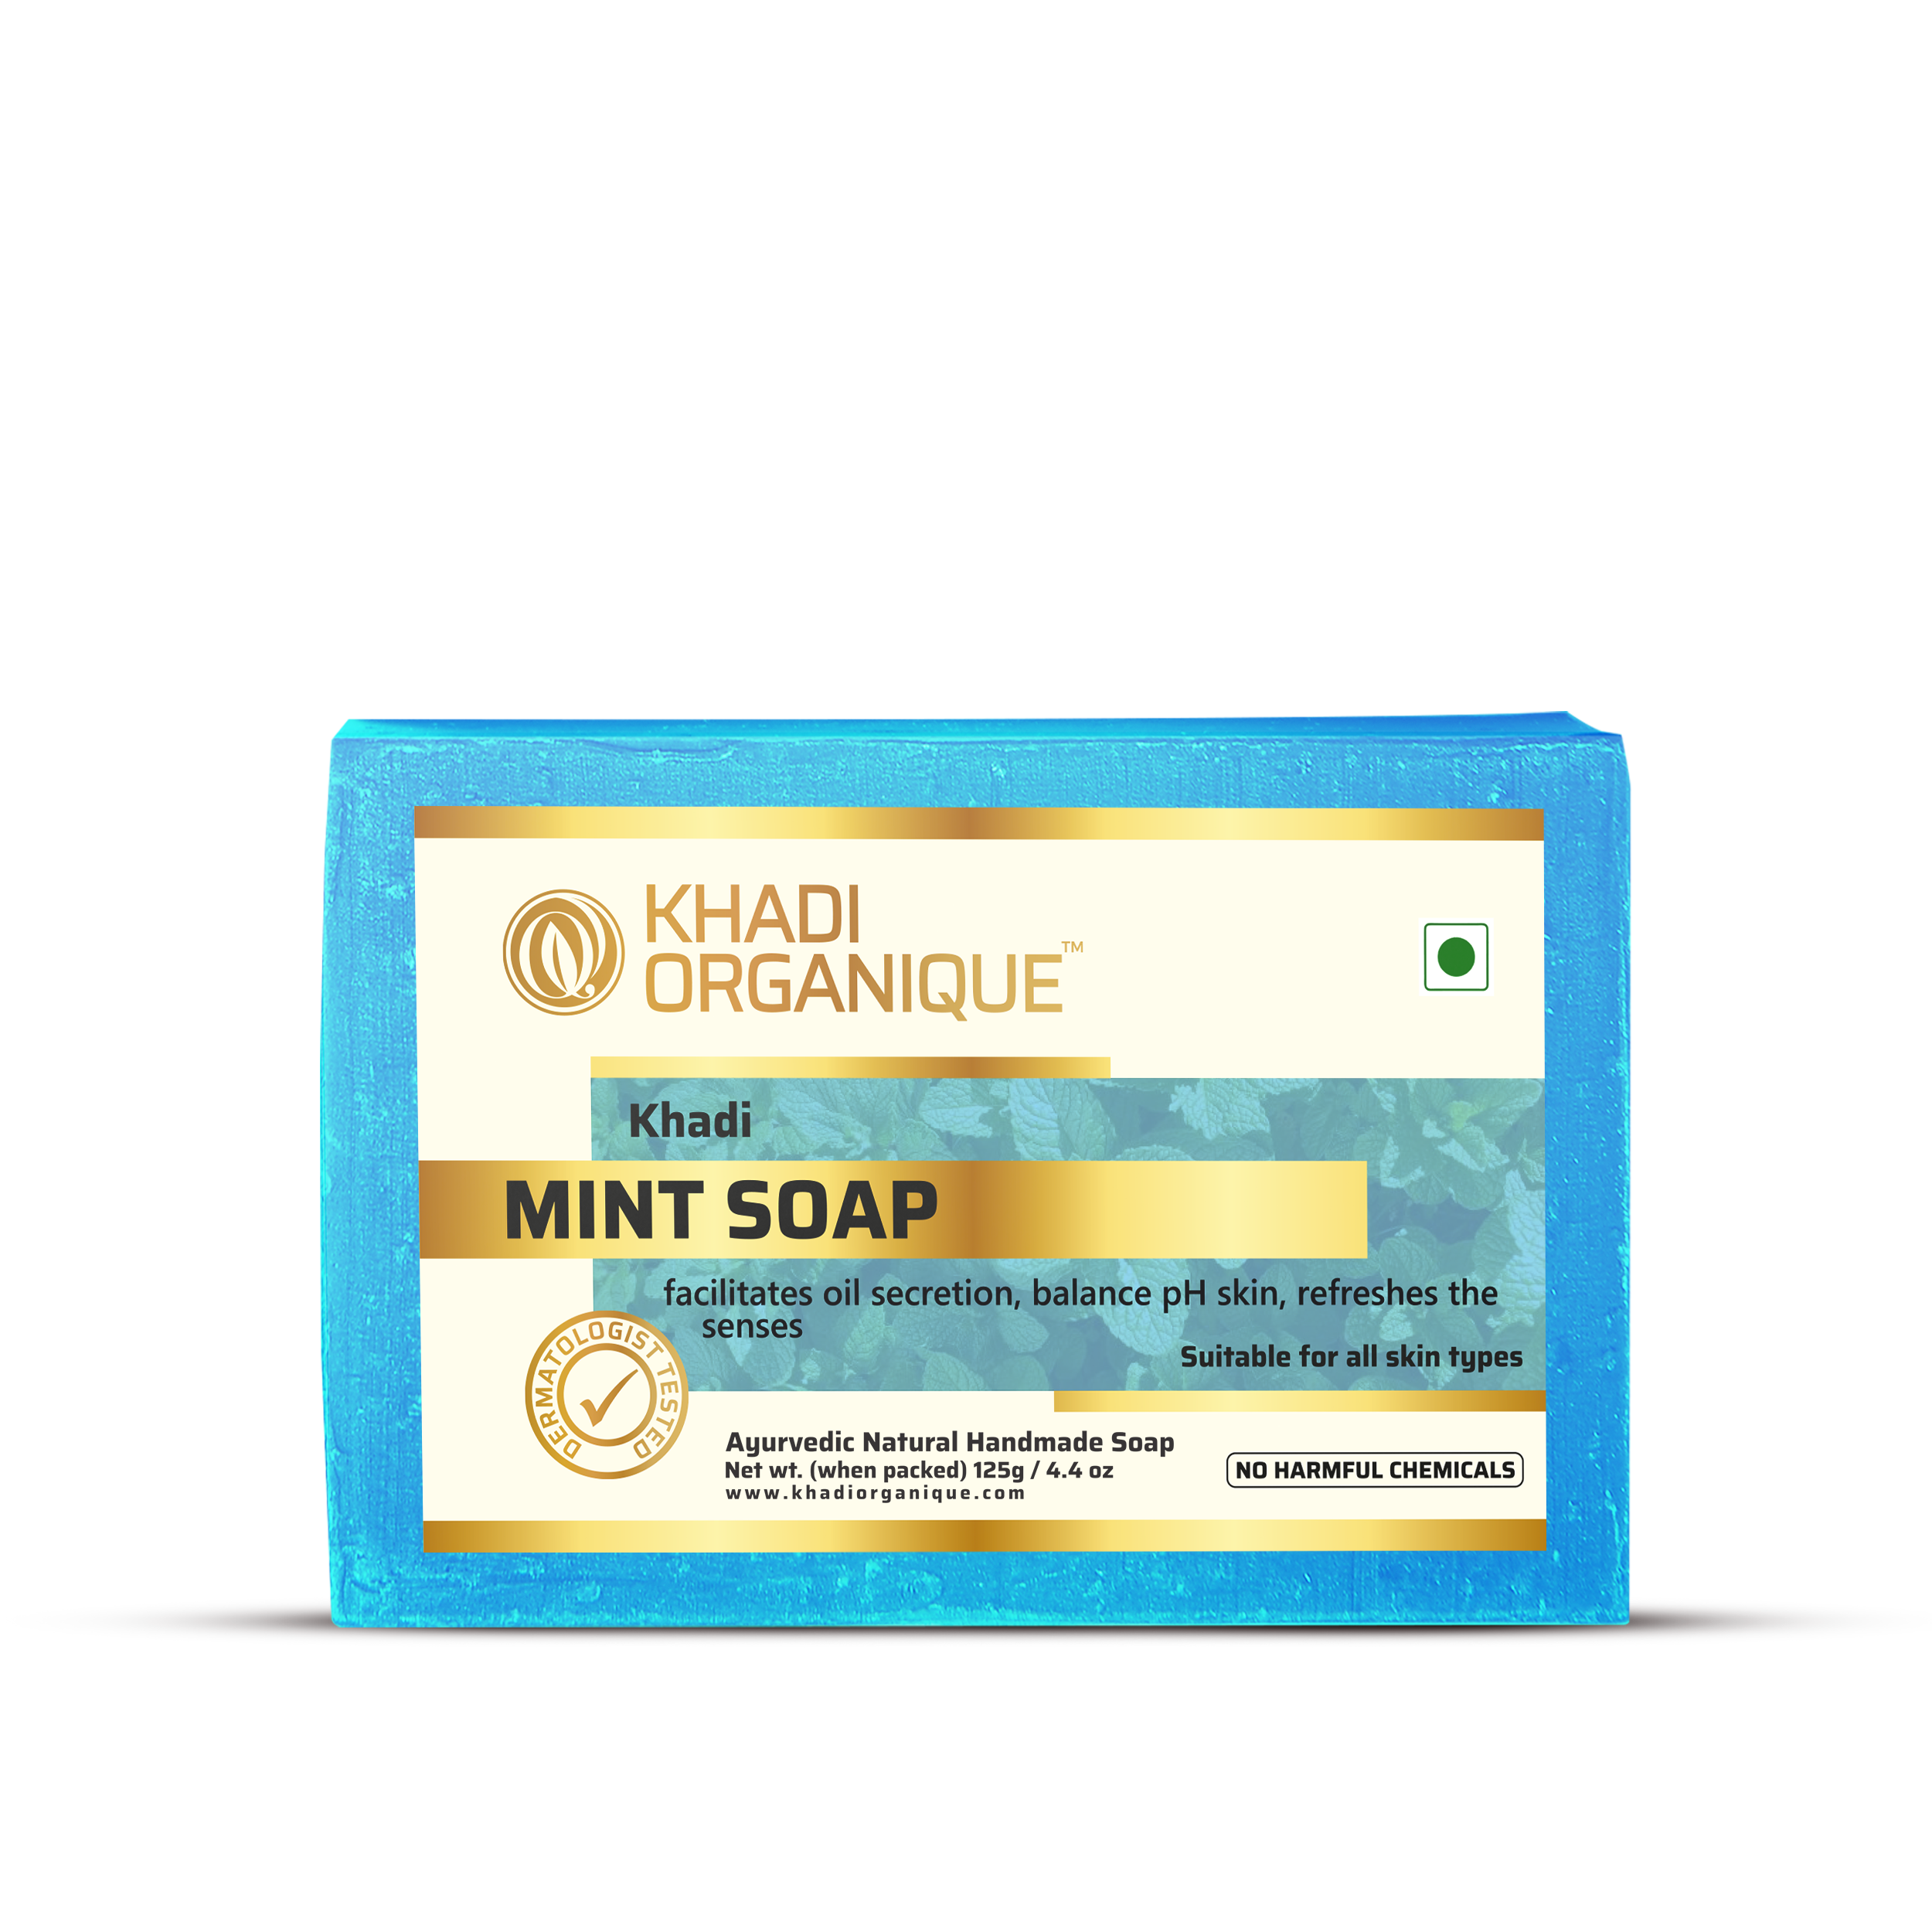 KHADI
ORGANIQUE™
Khadi
MINT SOAP
facilitates oil secretion, balance pH skin, refreshes the
senses
Suitable for all skin types
DERMATOLOGIST TESTED
Ayurvedic Natural Handmade Soap
Net wt. (when packed) 125g / 4.4 oz
www.khadiorganique.com
NO HARMFUL CHEMICALS